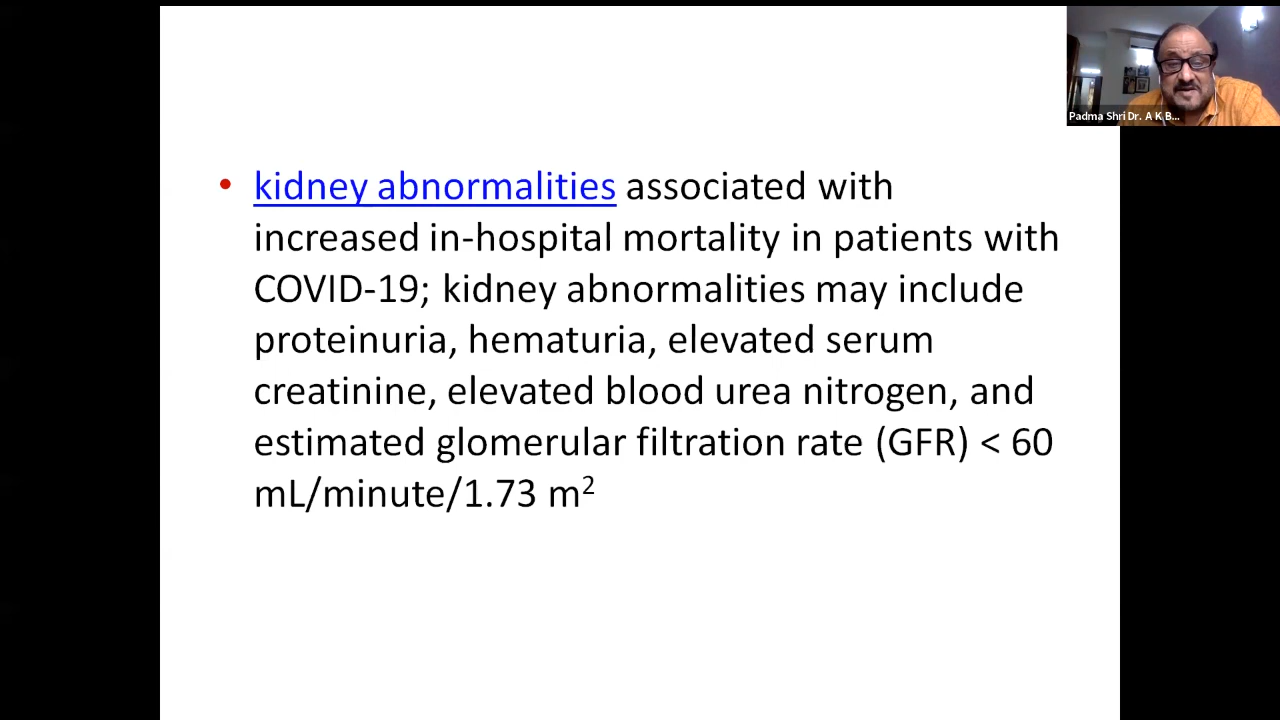 Padma Shri Dr. A K B...
• kidney abnormalities associated with
increased in-hospital mortality in patients with
COVID-19; kidney abnormalities may include
proteinuria, hematuria, elevated serum
creatinine, elevated blood urea nitrogen, and
estimated glomerular filtration rate (GFR) < 60
mL/minute/1.73 m²